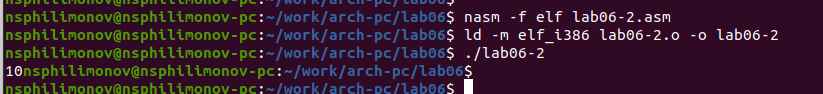 nsphilimonov@nsphilimonov-pc:~/work/arch-pc/lab06$ nasm -f elf lab06-2.asm
nsphilimonov@nsphilimonov-pc:~/work/arch-pc/lab06$ ld -m elf_i386 lab06-2.o -o lab06-2
nsphilimonov@nsphilimonov-pc:~/work/arch-pc/lab06$ ./lab06-2
10nsphilimonov@nsphilimonov-pc:~/work/arch-pc/lab06$
nsphilimonov@nsphilimonov-pc:~/work/arch-pc/lab06$